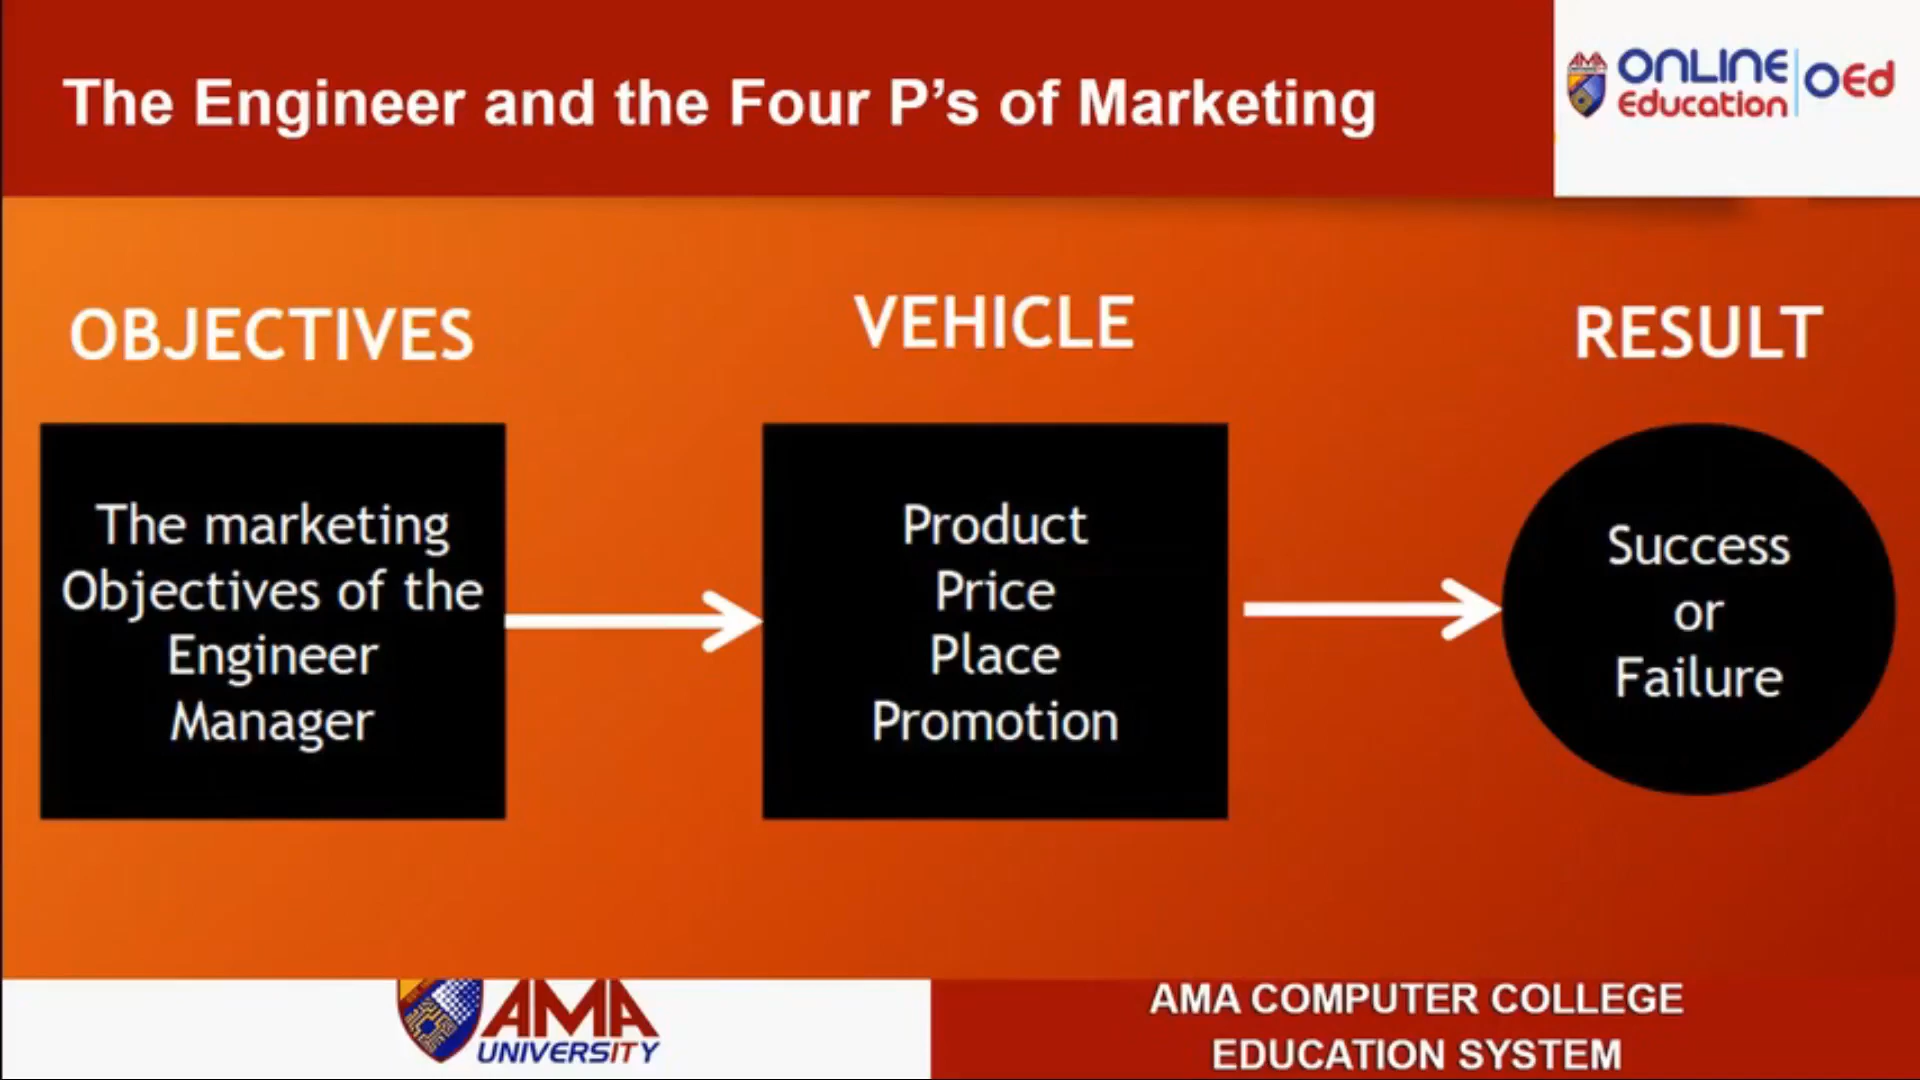 The Engineer and the Four P’s of Marketing
AMA
ONLINE
Education
OEd
OBJECTIVES
The marketing
Objectives of the
Engineer
Manager
VEHICLE
Product
Price
Place
Promotion
RESULT
Success
or
Failure
AMA
UNIVERSITY
AMA COMPUTER COLLEGE
EDUCATION SYSTEM